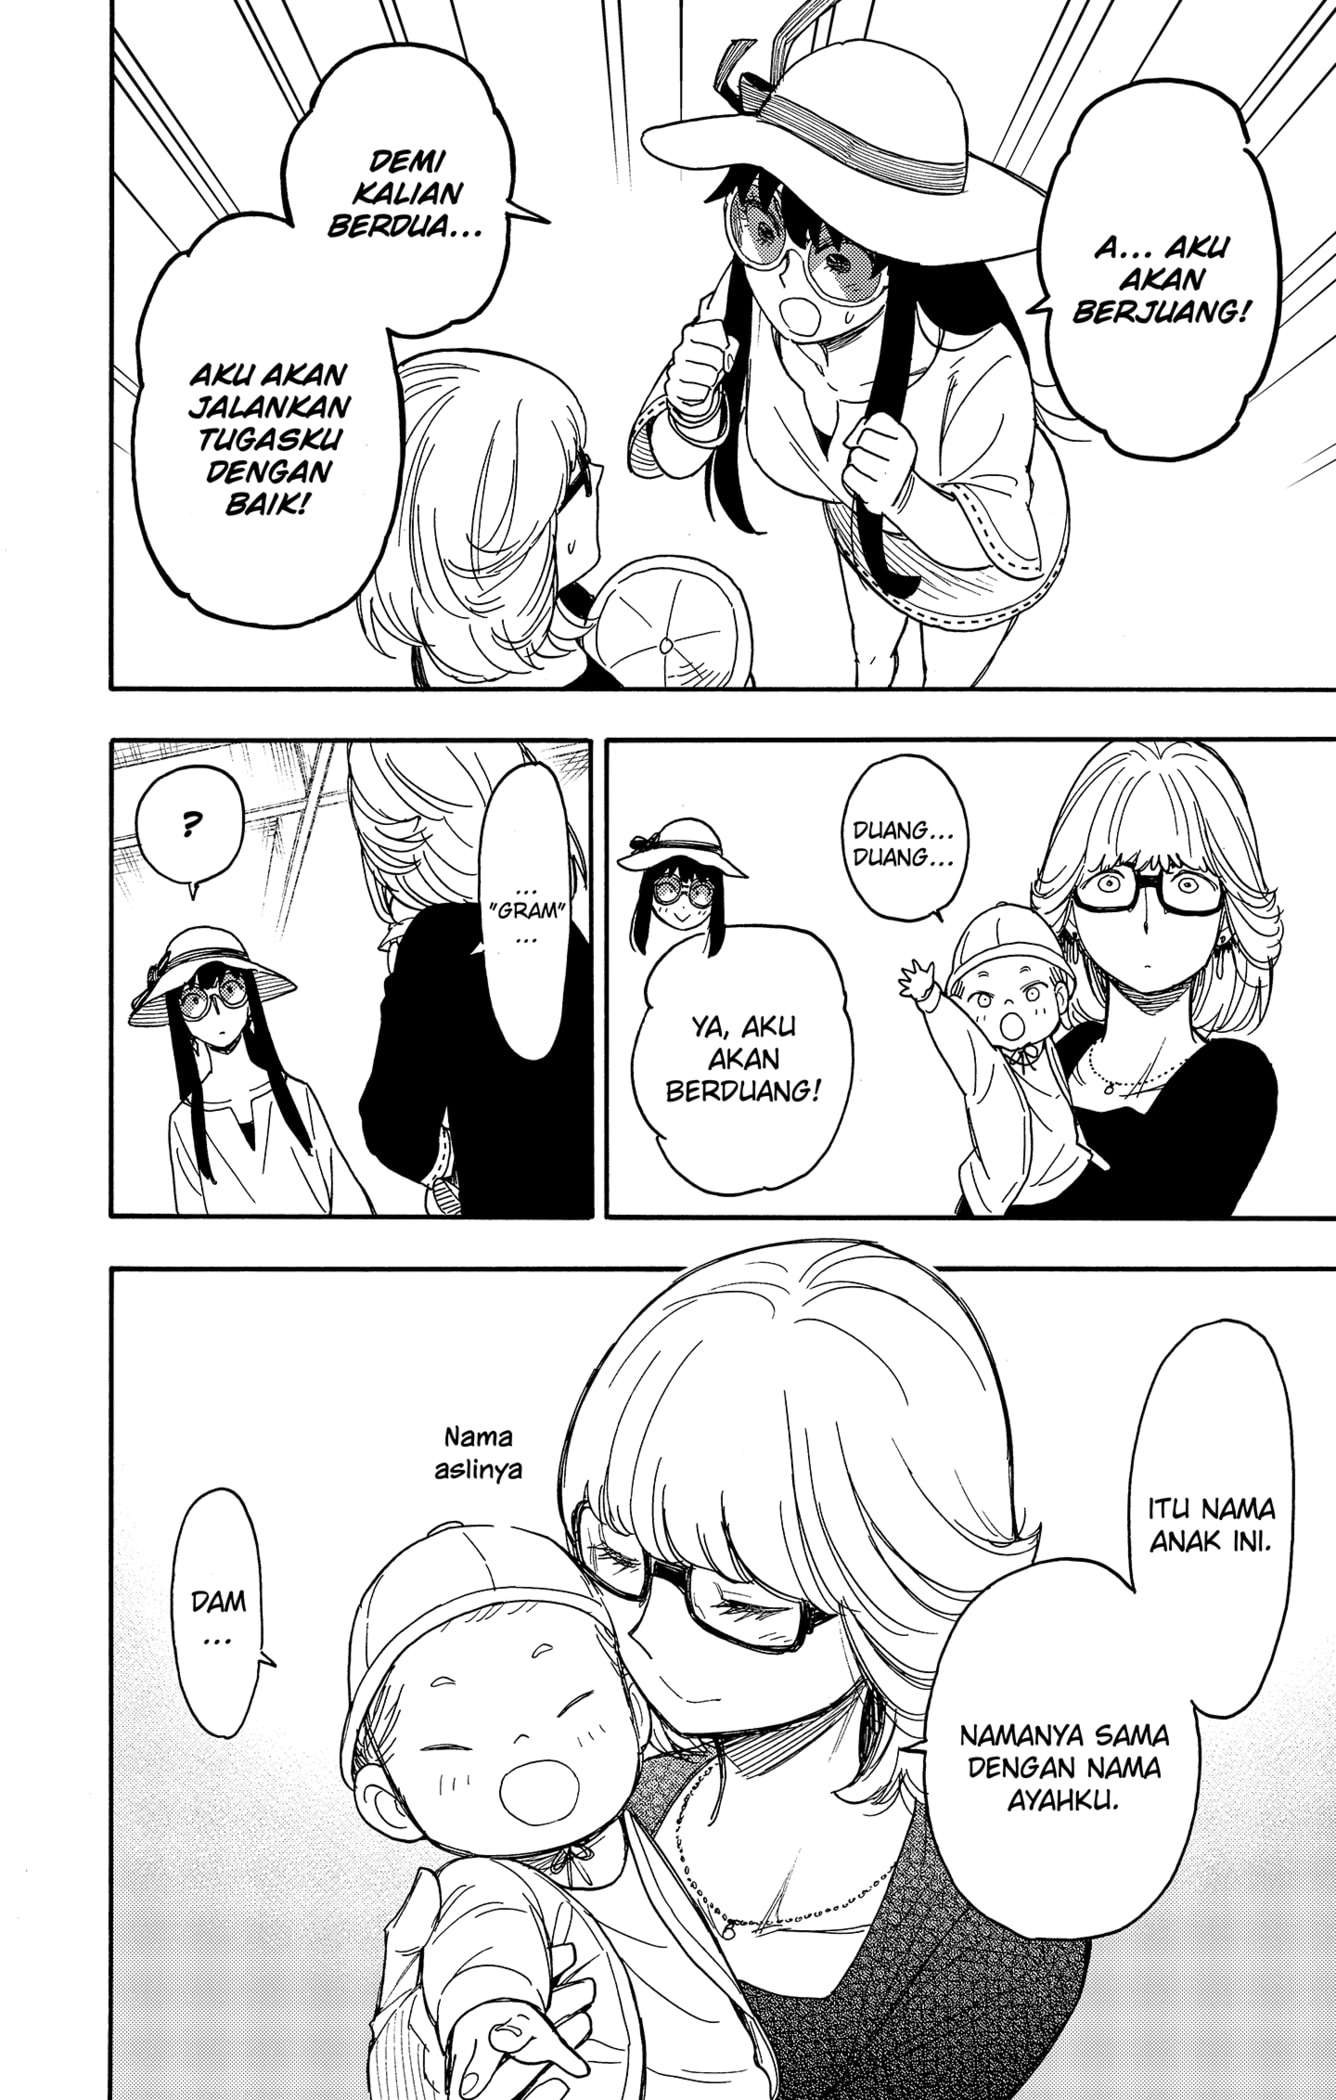 A... AKU
AKAN
BERJUANG!
DEMI
KALIAN
BERDUA...
AKU AKAN
JALANKAN
TUGASKU
DENGAN
BAIK!
DUANG...
DUANG...
YA, AKU
AKAN
BERDUANG!
...
"GRAM"
...
?
ITU NAMA
ANAK INI.
NAMANYA SAMA
DENGAN NAMA
AYAHKU.
Nama
aslinya
DAM
...